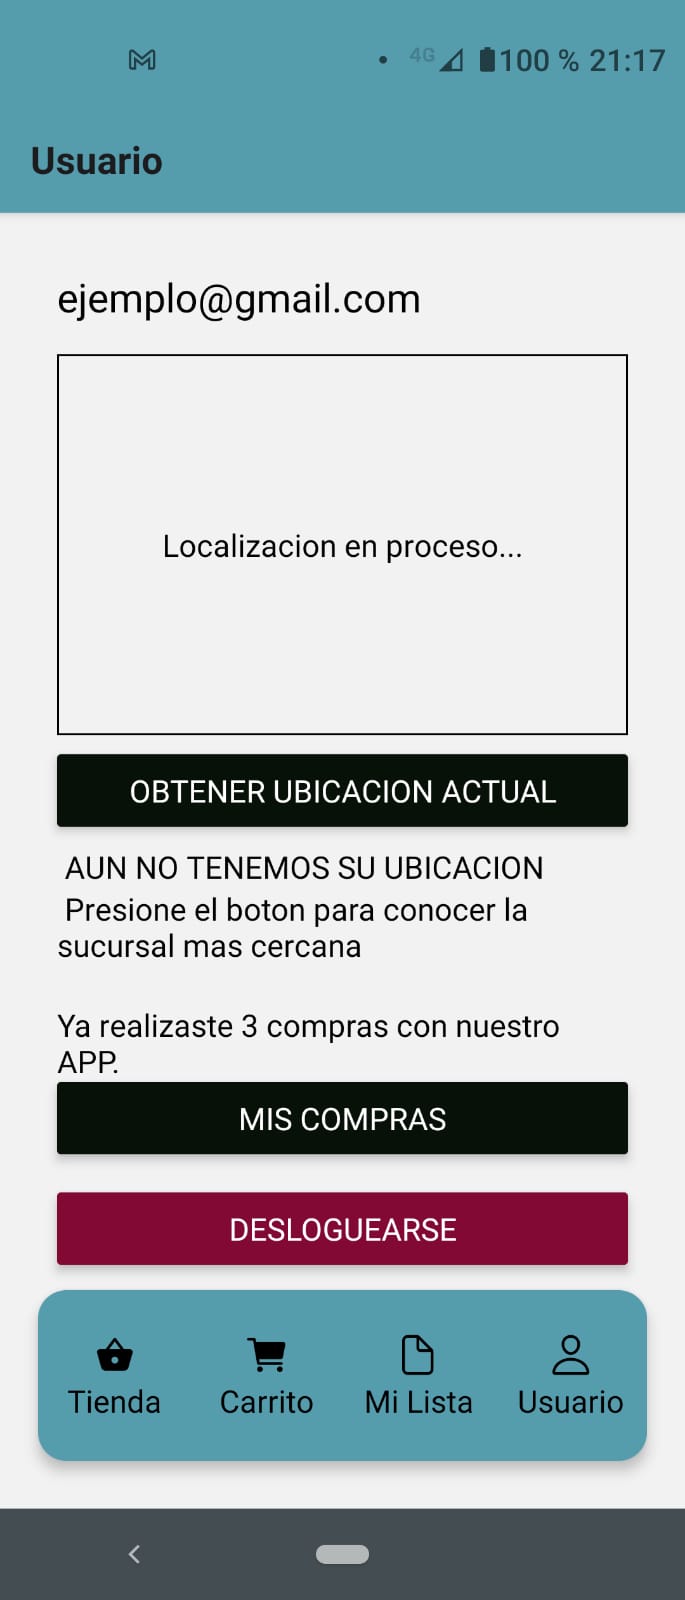 4G 100 % 21:17
Usuario
ejemplo@gmail.com
Localizacion en proceso...
OBTENER UBICACION ACTUAL
AUN NO TENEMOS SU UBICACION
Presione el boton para conocer la
sucursal mas cercana
Ya realizaste 3 compras con nuestro
APP.
MIS COMPRAS
DESLOGUEARSE
Tienda Carrito Mi Lista Usuario